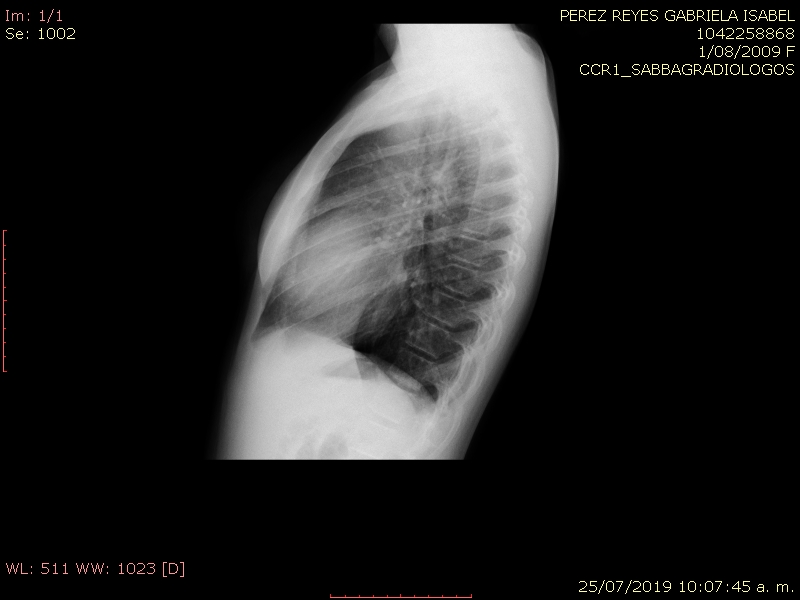 Im: 1/1
Se: 1002
PEREZ REYES GABRIELA ISABEL
1042258868
1/08/2009 F
CCR1_SABBAGRADIOLOGOS
WL: 511 WW: 1023 [D]
25/07/2019 10:07:45 a. m.